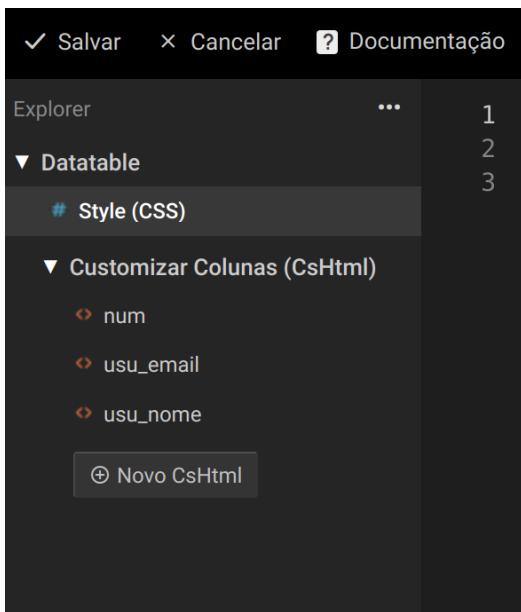 Salvar Cancelar ? Documentação
Explorer ...
Datatable
# Style (CSS)
Customizar Colunas (CsHtml)
num
usu_email
usu_nome
Novo CsHtml
1
2
3